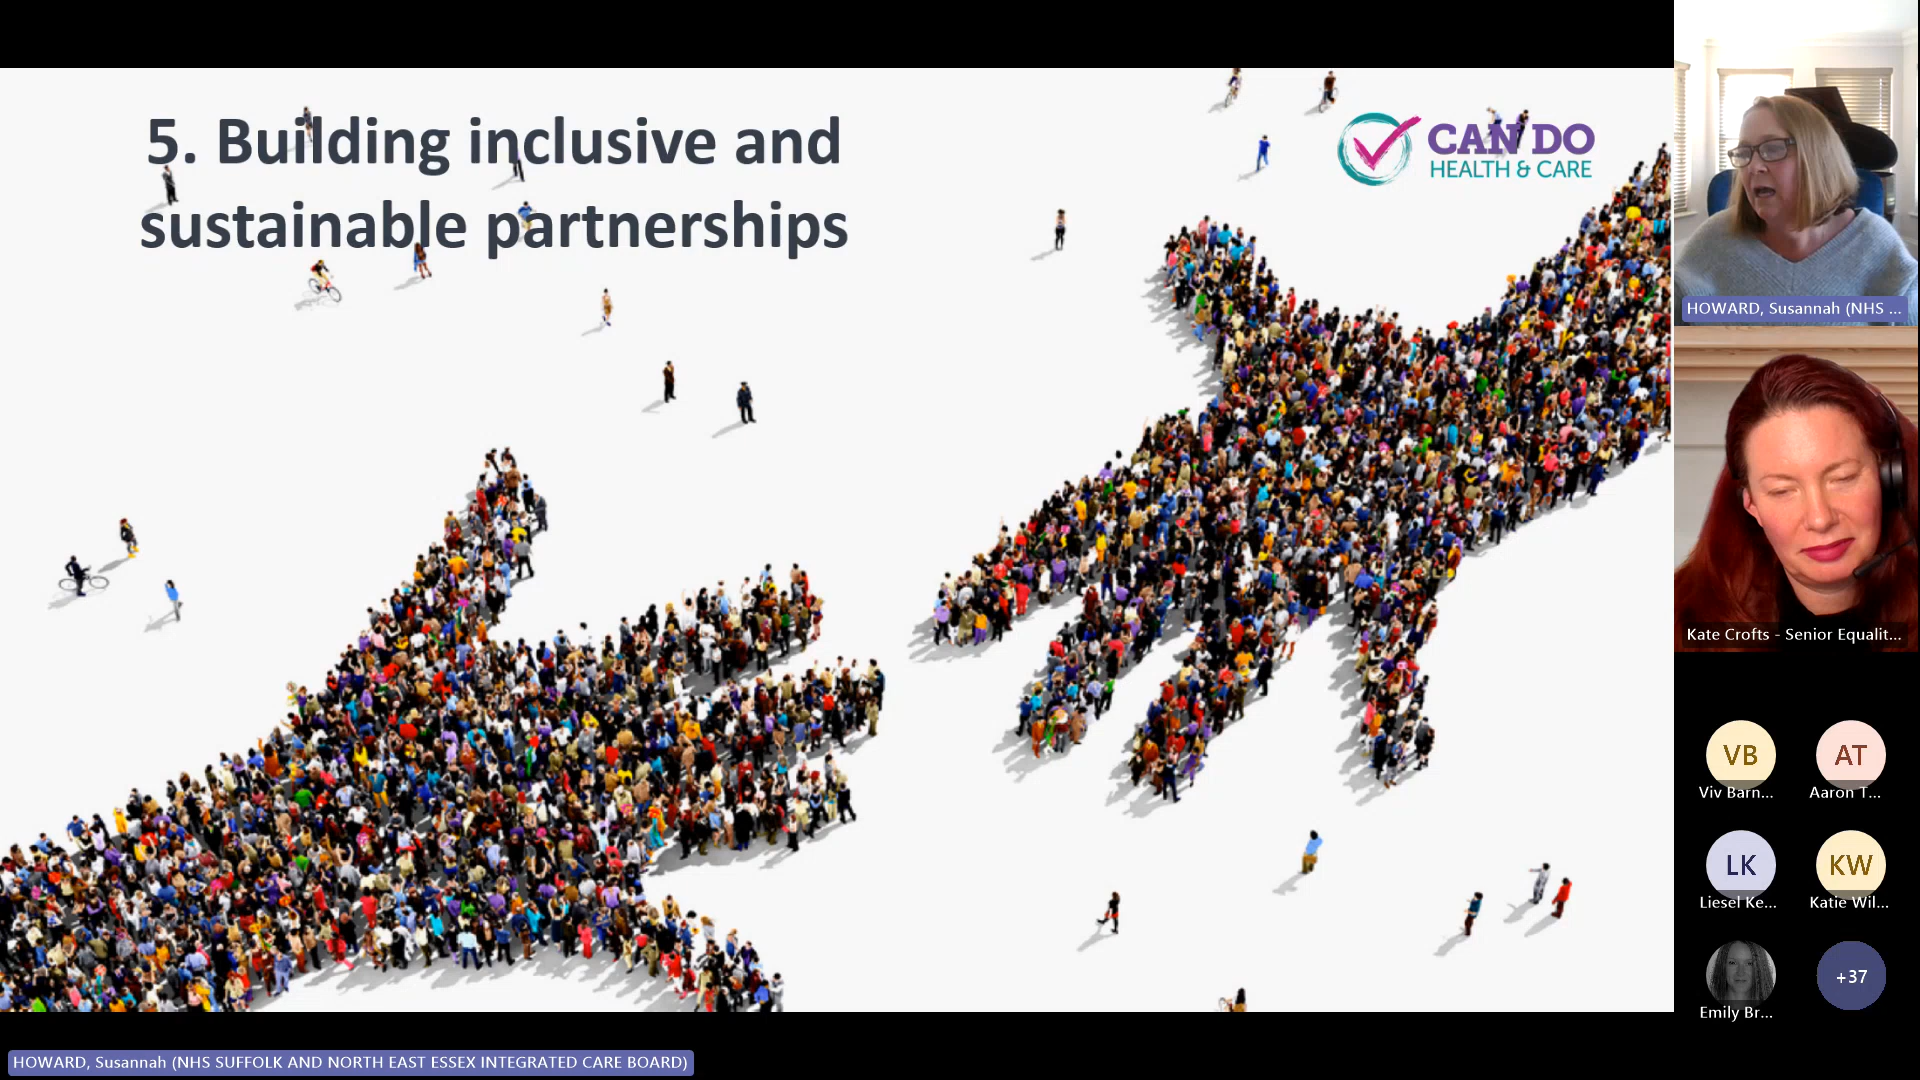 5. Building inclusive and
sustainable partnerships
CAN DO
HEALTH & CARE
HOWARD, Susannah (NHS ...
Kate Crofts - Senior Equalit...
VB
Viv Barn...
AT
Aaron T...
LK
Liesel Ke...
KW
Katie Wil...
Emily Br...
+37
HOWARD, Susannah (NHS SUFFOLK AND NORTH EAST ESSEX INTEGRATED CARE BOARD)